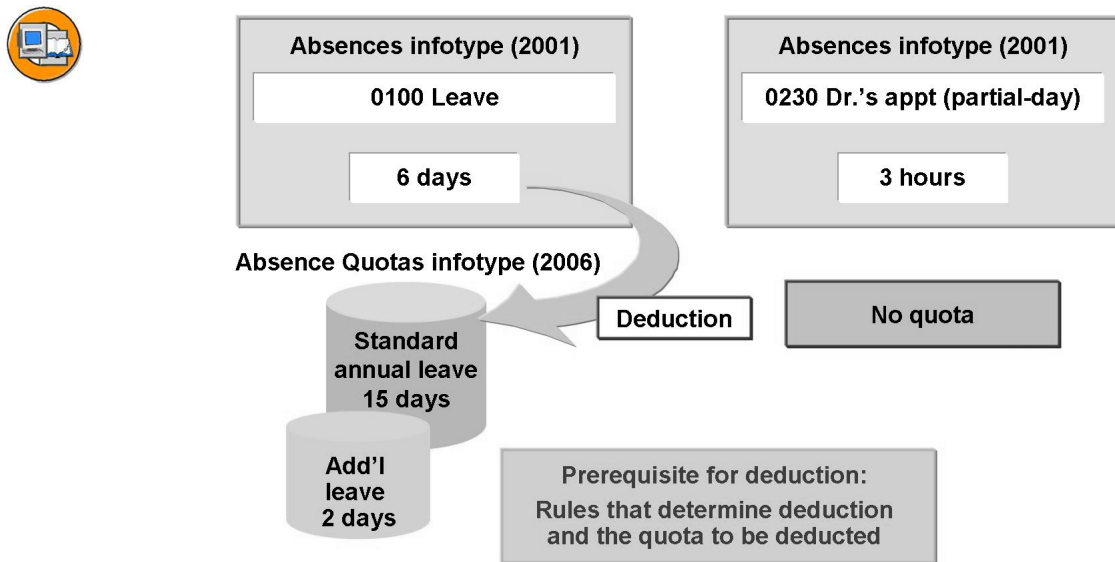 Absences infotype (2001)
0100 Leave
6 days
Absences infotype (2001)
0230 Dr.'s appt (partial-day)
3 hours
Absence Quotas infotype (2006)
Deduction
No quota
Standard
annual leave
15 days
Add'l
leave
2 days
Prerequisite for deduction:
Rules that determine deduction
and the quota to be deducted